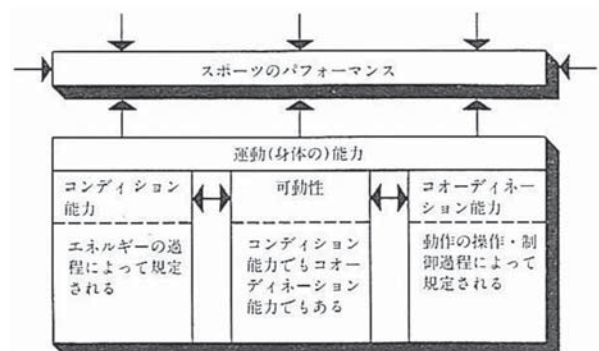 スポーツのパフォーマンス
運動(身体の)能力
コンディション
能力
エネルギーの過
程によって規定
される
可動性
コンディション
能力でもコオー
ディネーション
能力でもある
コオーディネー
ション能力
動作の操作・制
御過程によって
規定される